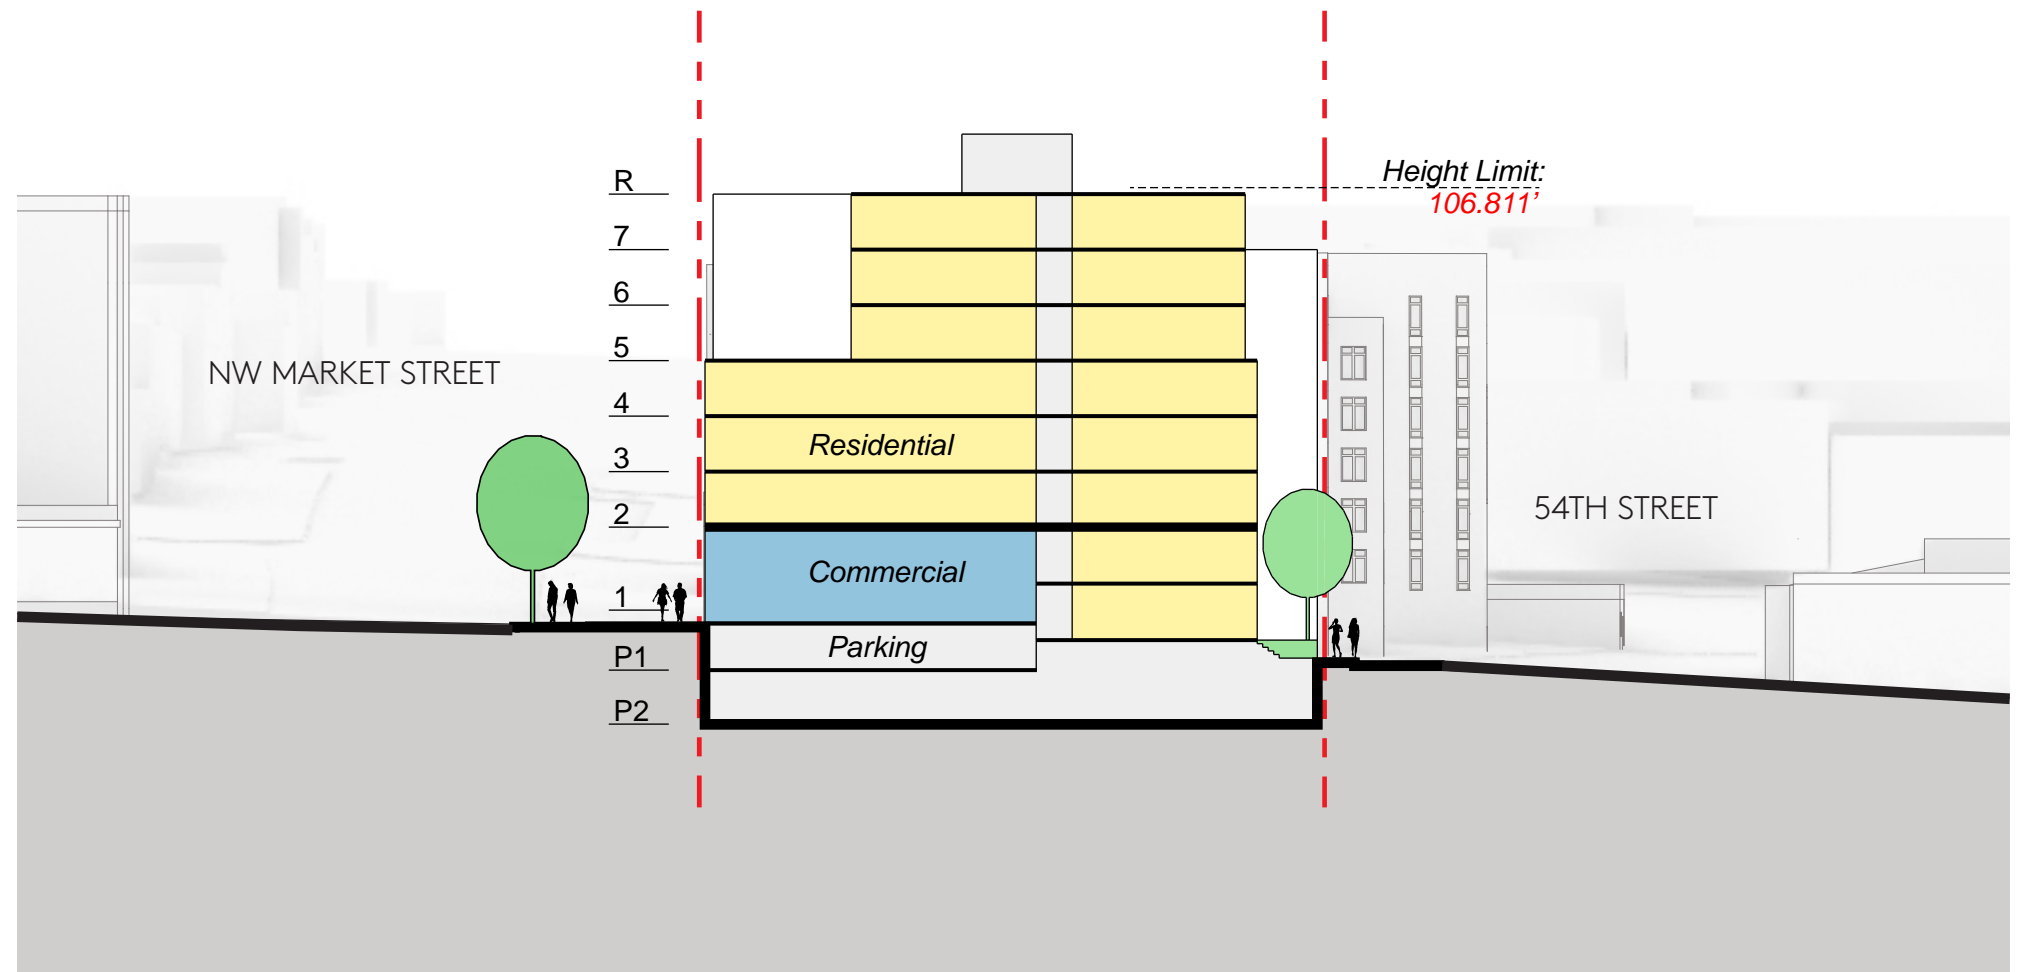 R
Height Limit:
106.811’
7
6
5
NW MARKET STREET
4
Residential
3
2
54TH STREET
Commercial
1
Parking
P1
P2